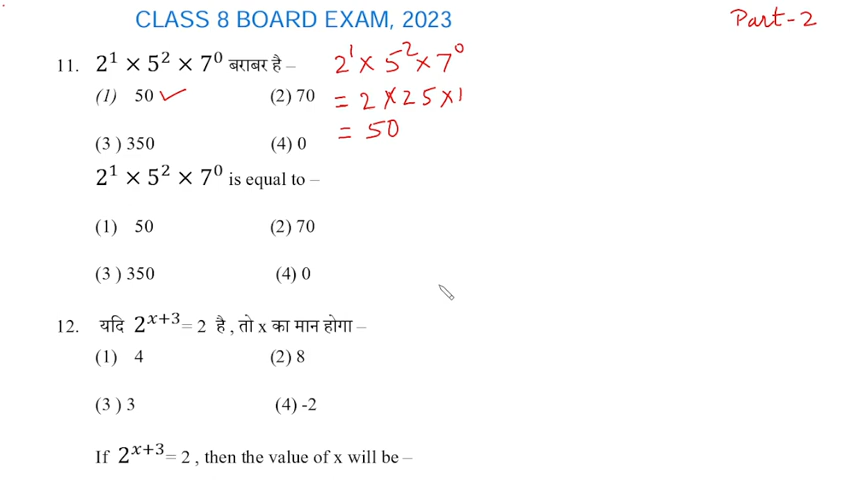 CLASS 8 BOARD EXAM, 2023
Part-2
11. 2¹ × 5² × 7⁰ बराबर है –
2¹ × 5² × 7⁰
(1) 50 ✓ (2) 70
= 2 × 25 × 1
= 50
(3 ) 350 (4) 0
2¹ × 5² × 7⁰ is equal to –
(1) 50 (2) 70
(3 ) 350 (4) 0
12. यदि 2ˣ⁺³ = 2 है , तो x का मान होगा –
(1) 4 (2) 8
(3 ) 3 (4) -2
If 2ˣ⁺³ = 2 , then the value of x will be –